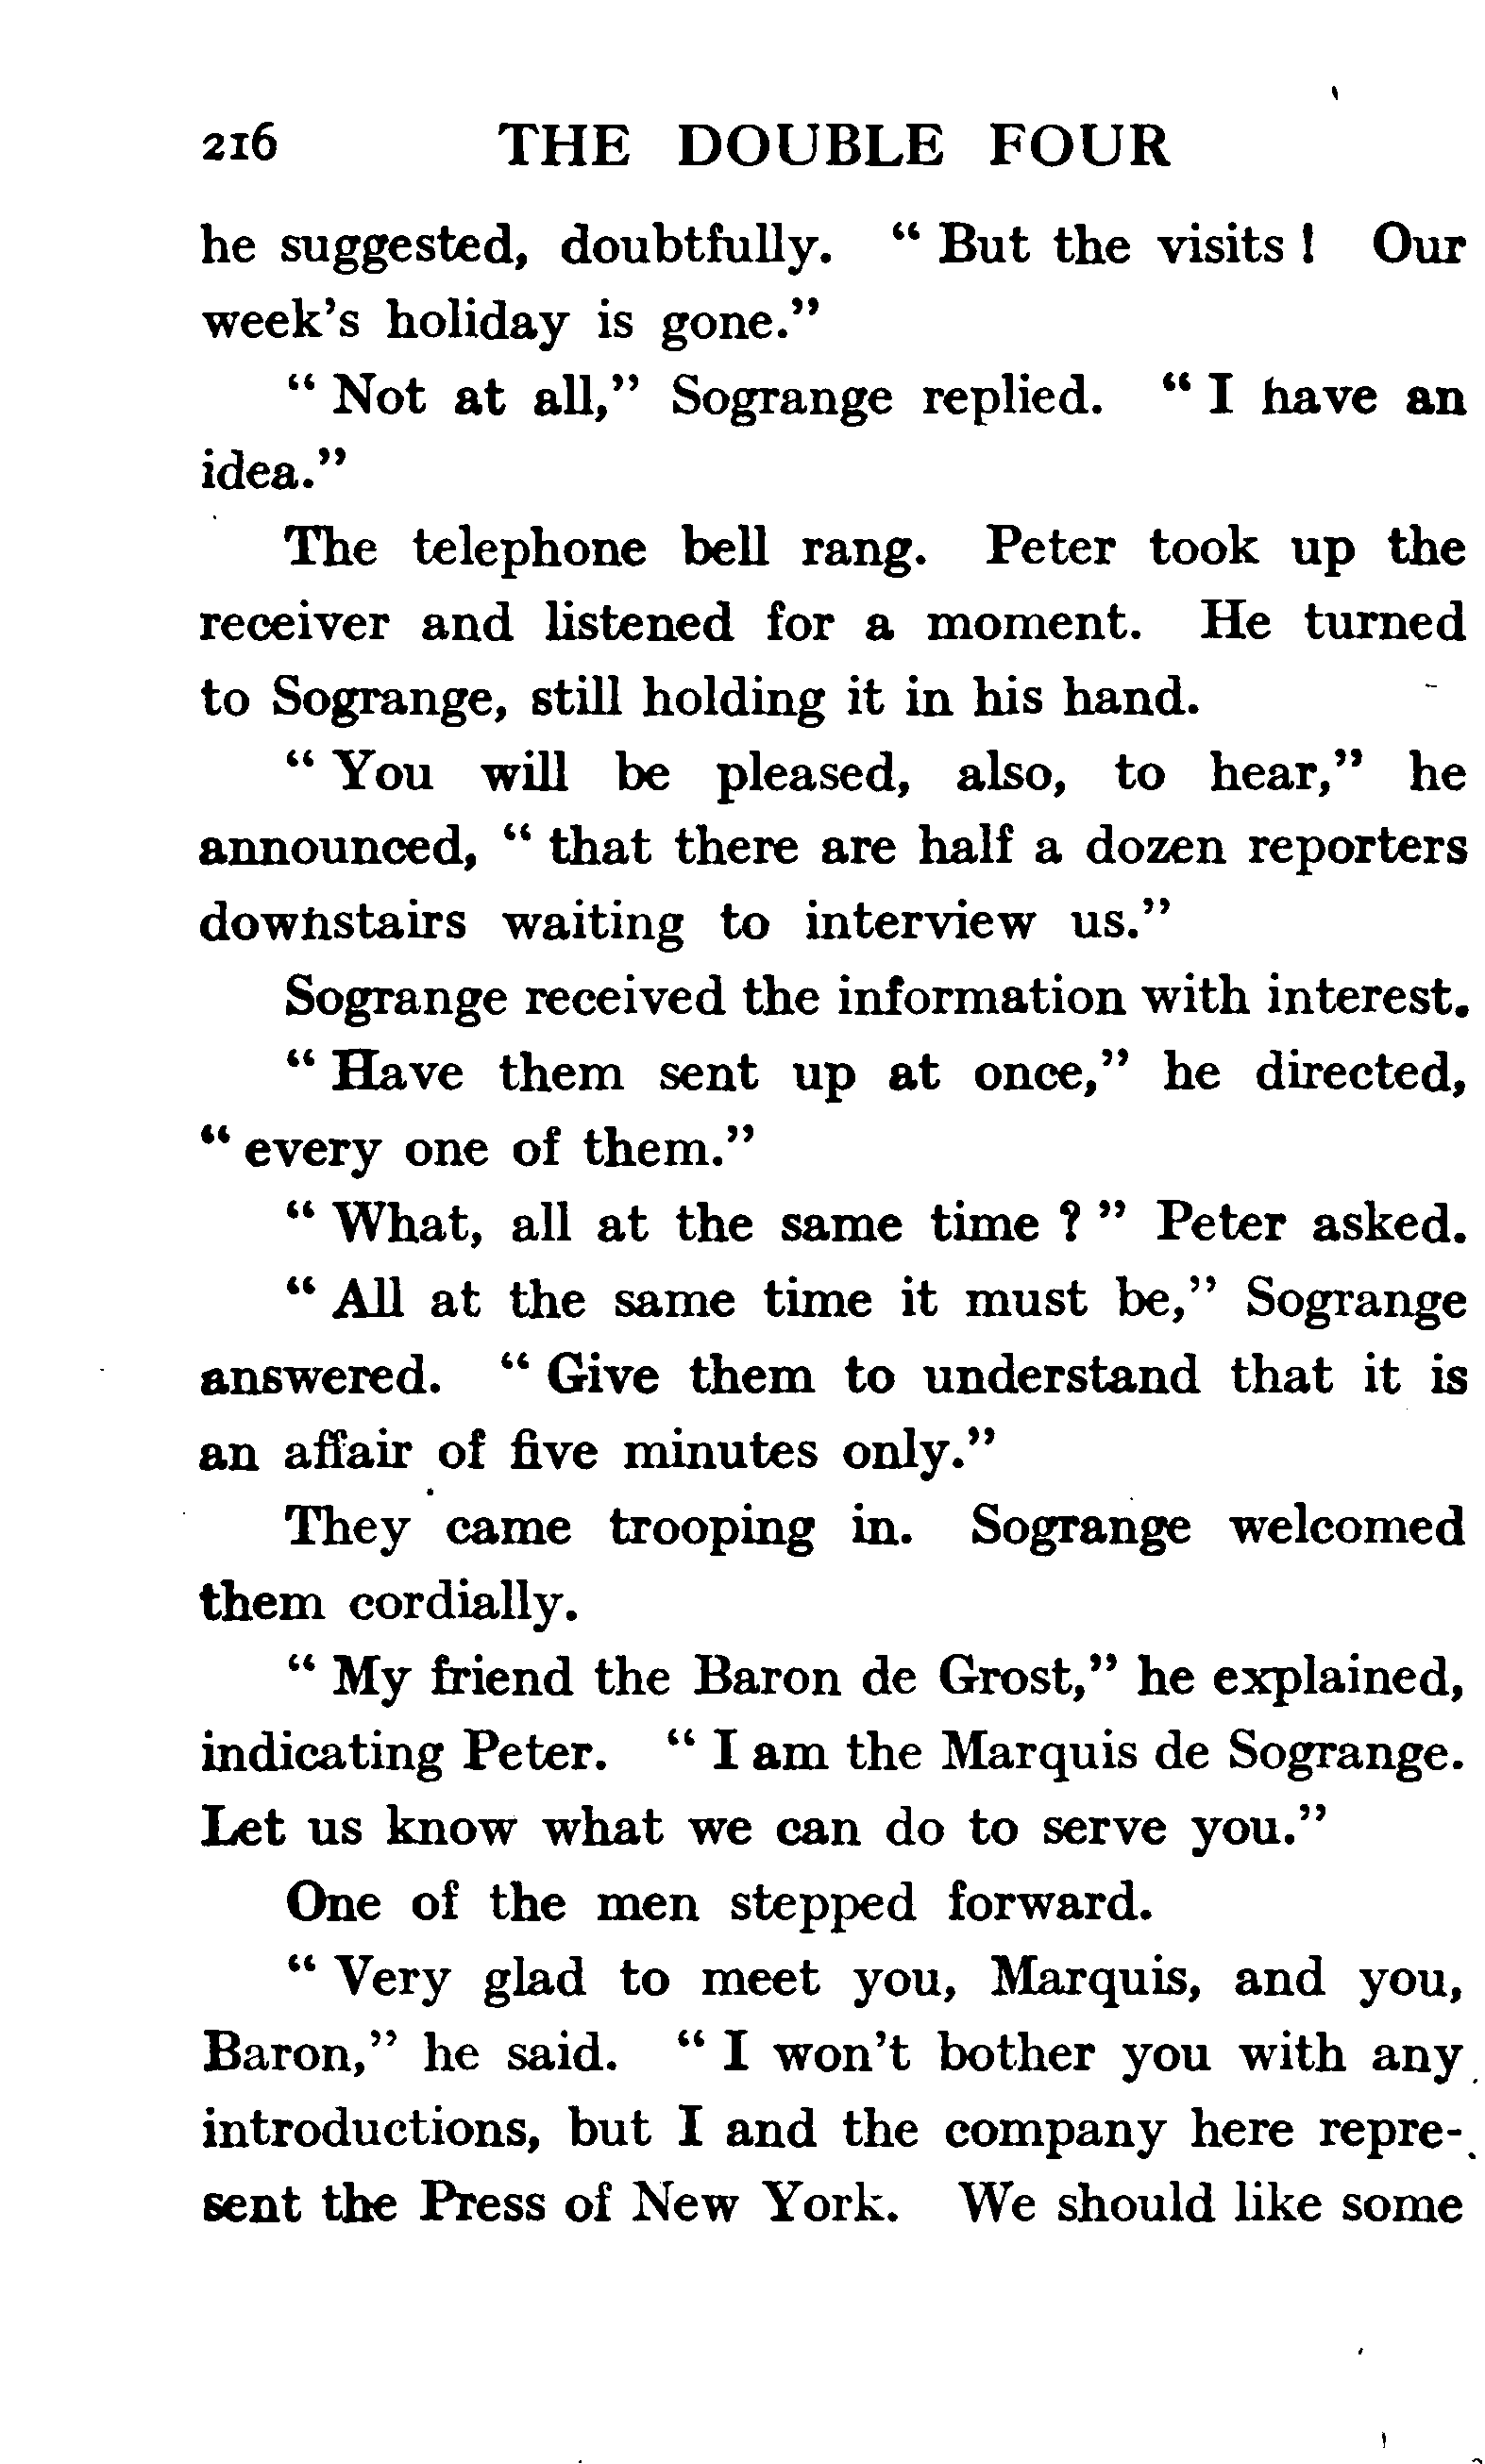 216 THE DOUBLE FOUR
he suggested, doubtfully. " But the visits ! Our
week's holiday is gone."
" Not at all," Sogrange replied. " I have an
idea."
The telephone bell rang. Peter took up the
receiver and listened for a moment. He turned
to Sogrange, still holding it in his hand.
" You will be pleased, also, to hear," he
announced, " that there are half a dozen reporters
downstairs waiting to interview us."
Sogrange received the information with interest.
" Have them sent up at once," he directed,
" every one of them."
" What, all at the same time ? " Peter asked.
" All at the same time it must be," Sogrange
answered. " Give them to understand that it is
an affair of five minutes only."
They came trooping in. Sogrange welcomed
them cordially.
" My friend the Baron de Grost," he explained,
indicating Peter. " I am the Marquis de Sogrange.
Let us know what we can do to serve you."
One of the men stepped forward.
" Very glad to meet you, Marquis, and you,
Baron," he said. " I won't bother you with any
introductions, but I and the company here repre-
sent the Press of New York. We should like some